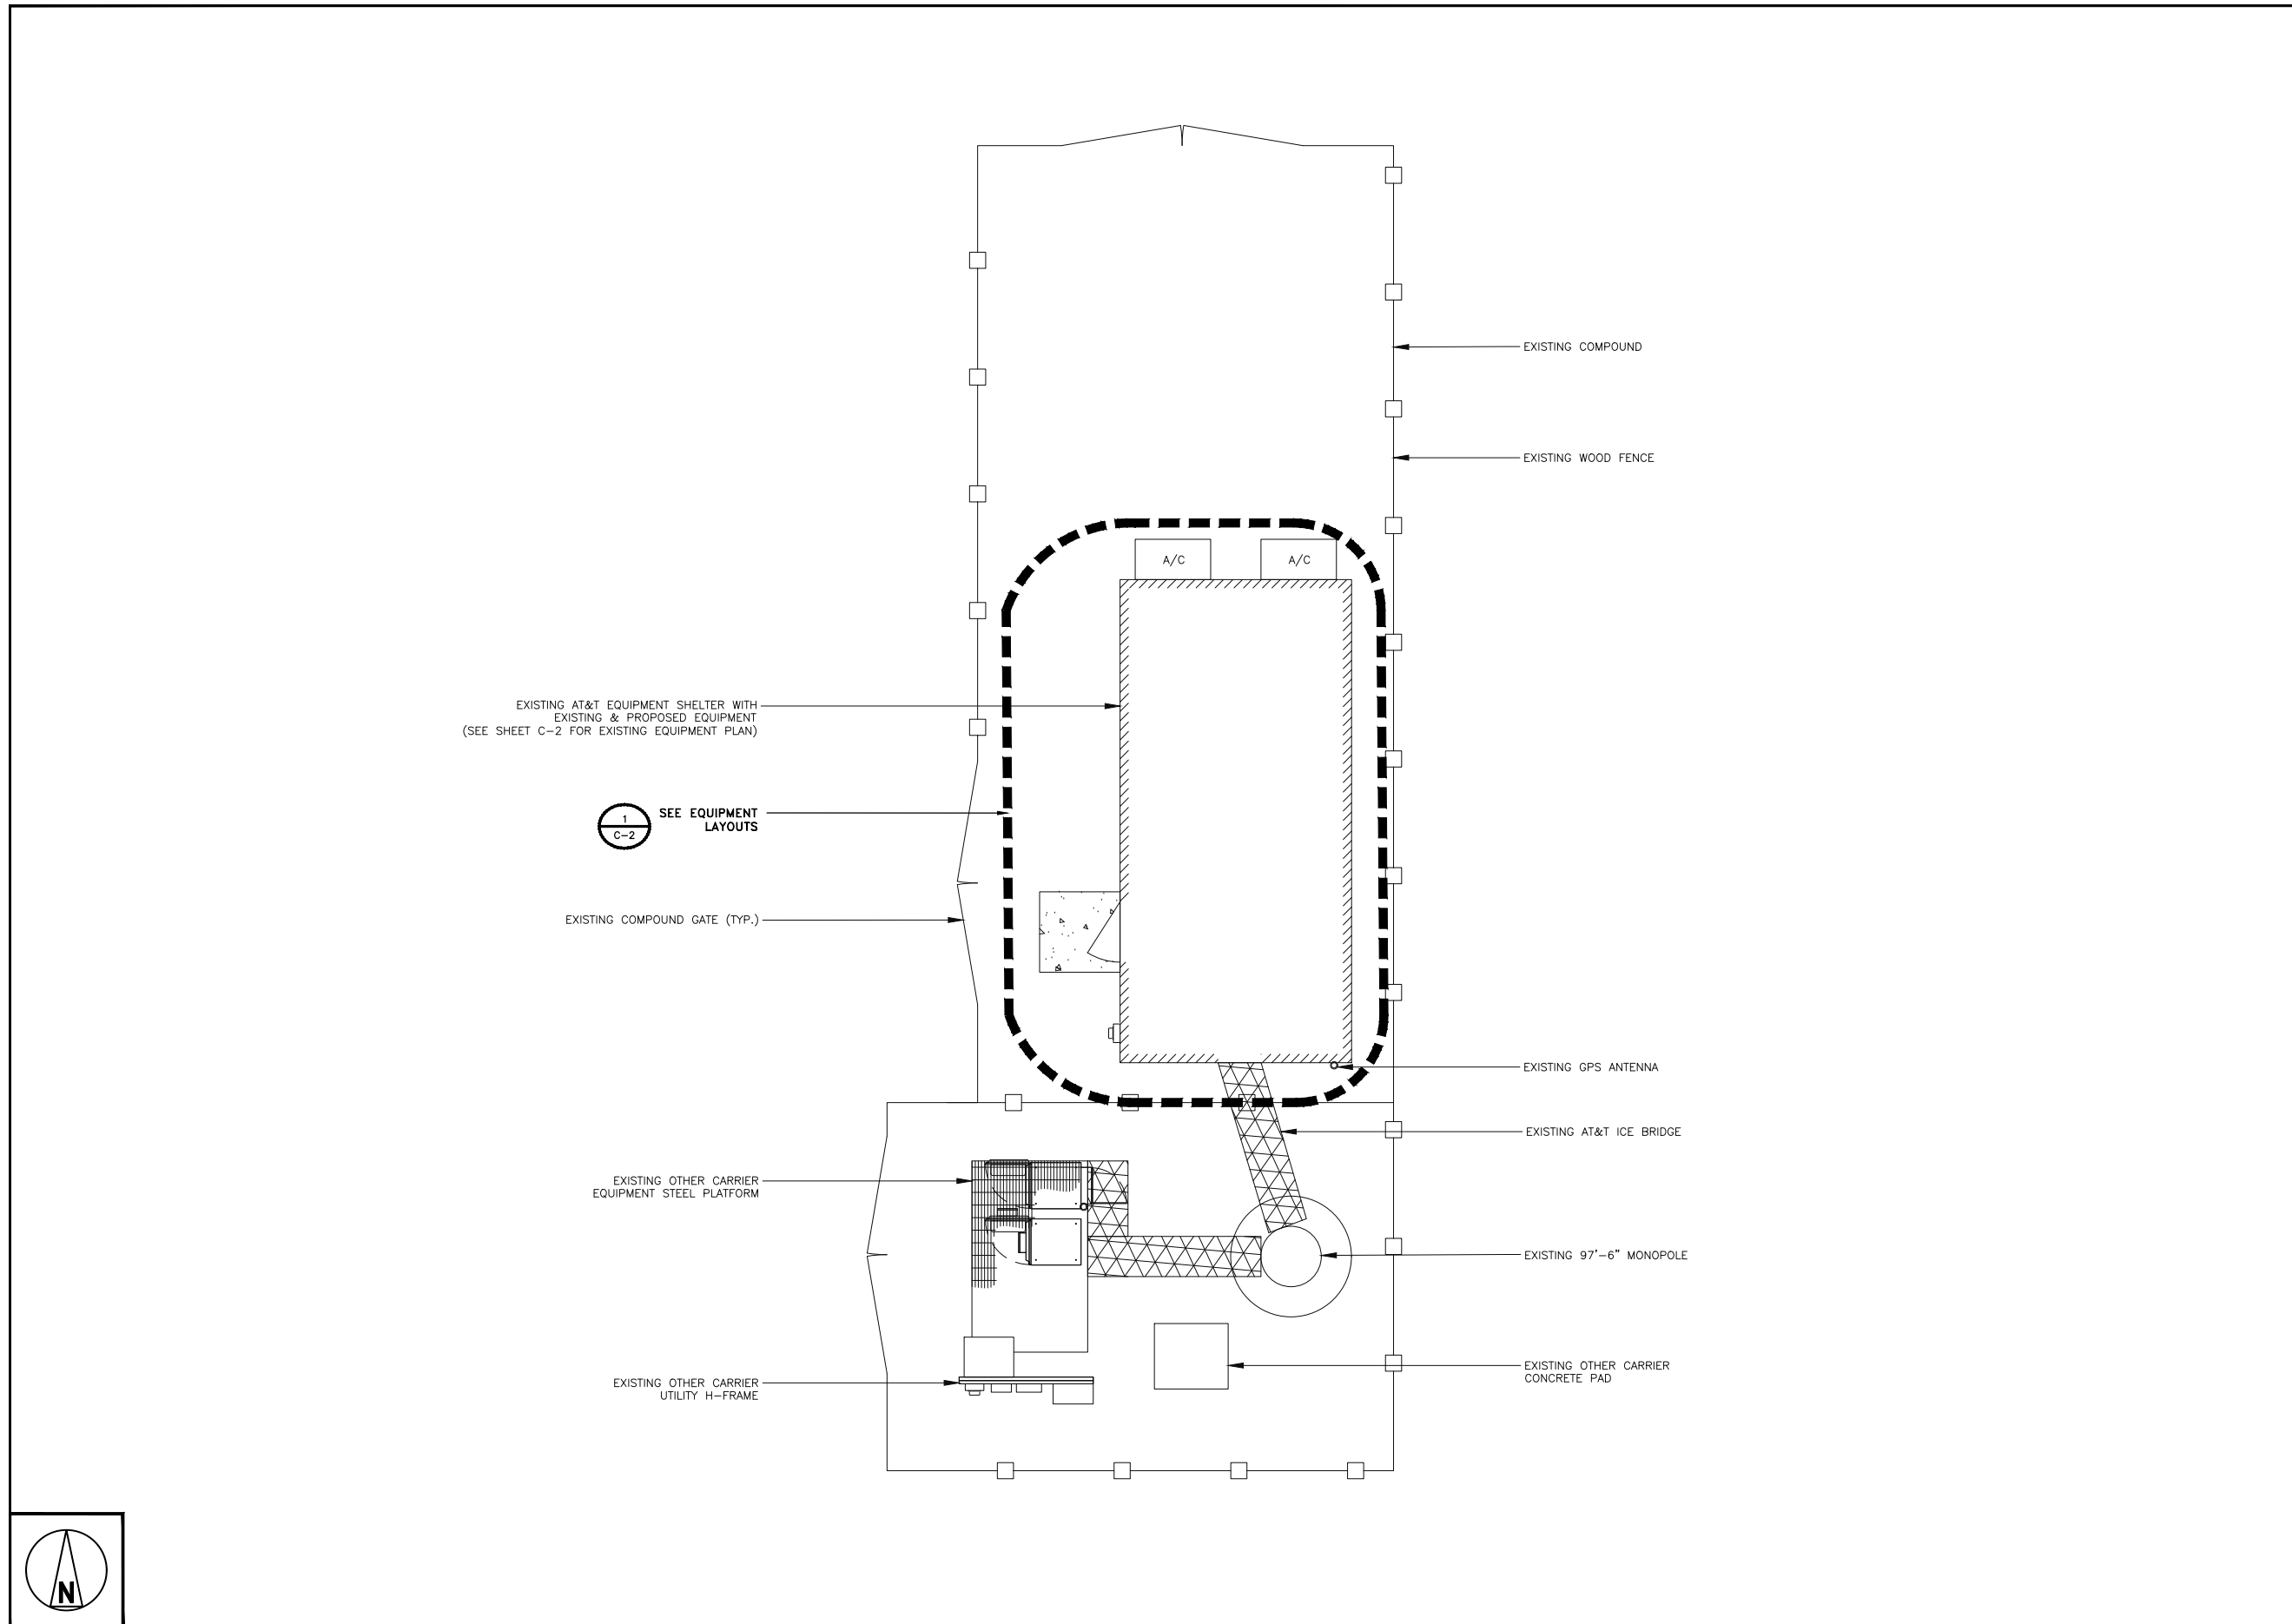 A/C
A/C
EXISTING COMPOUND
EXISTING WOOD FENCE
EXISTING AT&T EQUIPMENT SHELTER WITH
EXISTING & PROPOSED EQUIPMENT
(SEE SHEET C-2 FOR EXISTING EQUIPMENT PLAN)
1
C-2
SEE EQUIPMENT
LAYOUTS
EXISTING COMPOUND GATE (TYP.)
EXISTING GPS ANTENNA
EXISTING AT&T ICE BRIDGE
EXISTING OTHER CARRIER
EQUIPMENT STEEL PLATFORM
EXISTING 97'-6" MONOPOLE
EXISTING OTHER CARRIER
CONCRETE PAD
EXISTING OTHER CARRIER
UTILITY H-FRAME
N